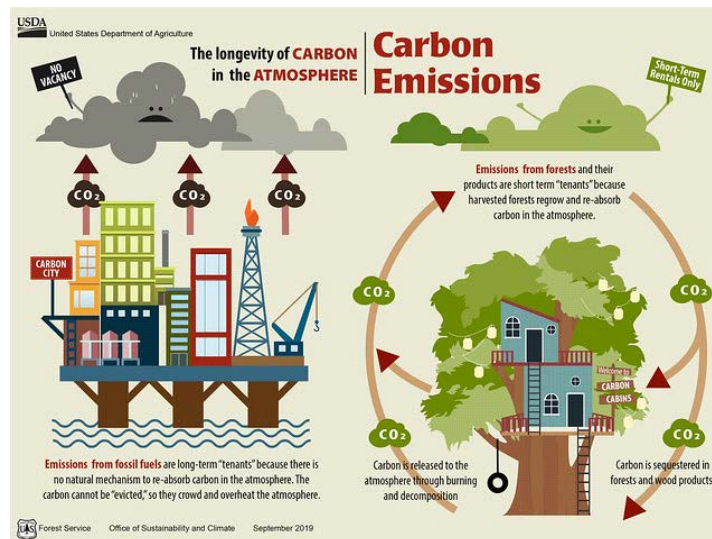 USDA
United States Department of Agriculture
The longevity of CARBON
in the ATMOSPHERE
Carbon
Emissions
NO
VACANCY
Short-Term
Rentals Only
CO₂
CO₂
CO₂
CARBON
CITY
Emissions from fossil fuels are long-term "tenants" because there is
no natural mechanism to re-absorb carbon in the atmosphere. The
carbon cannot be "evicted," so they crowd and overheat the atmosphere.
Emissions from forests and their
products are short term "tenants" because
harvested forests regrow and re-absorb
carbon in the atmosphere.
CO₂
CO₂
Welcome to
CARBON
CABINS
CO₂
CO₂
Carbon is released to the
atmosphere through burning
and decomposition
Carbon is sequestered in
forests and wood products
Forest Service Office of Sustainability and Climate September 2019